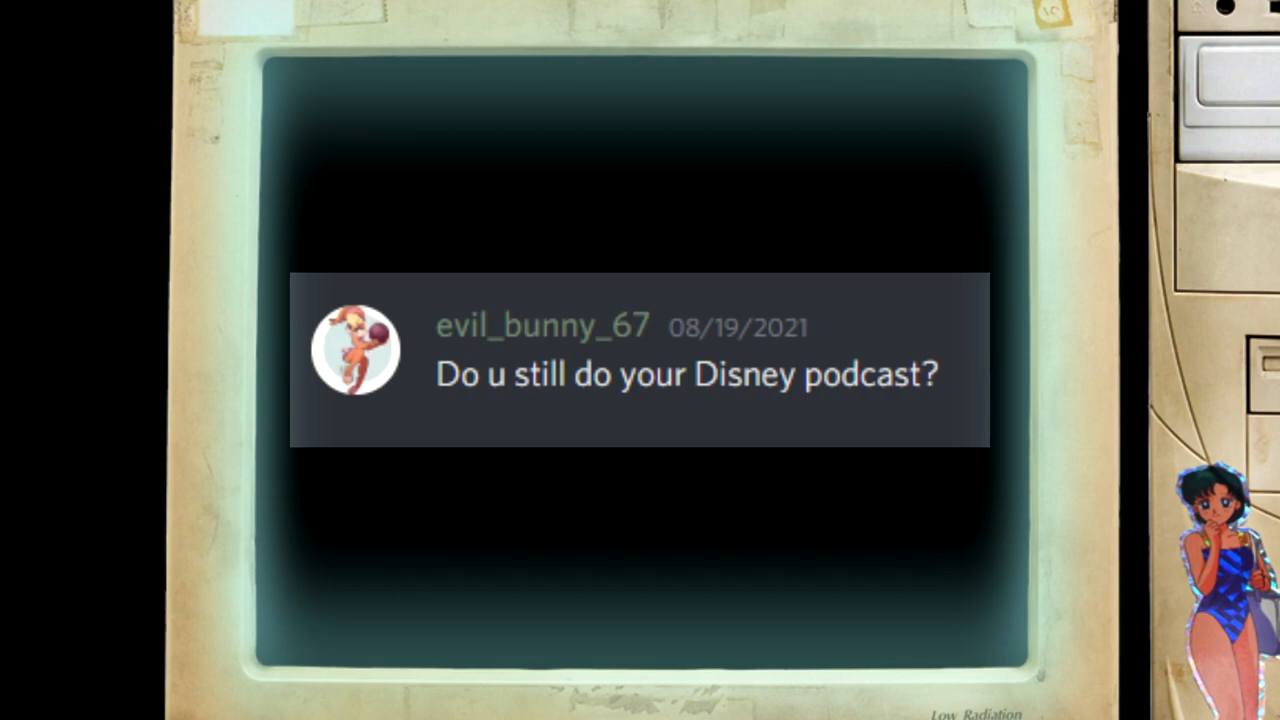 evil_bunny_67 08/19/2021
Do u still do your Disney podcast?
Low Radiation